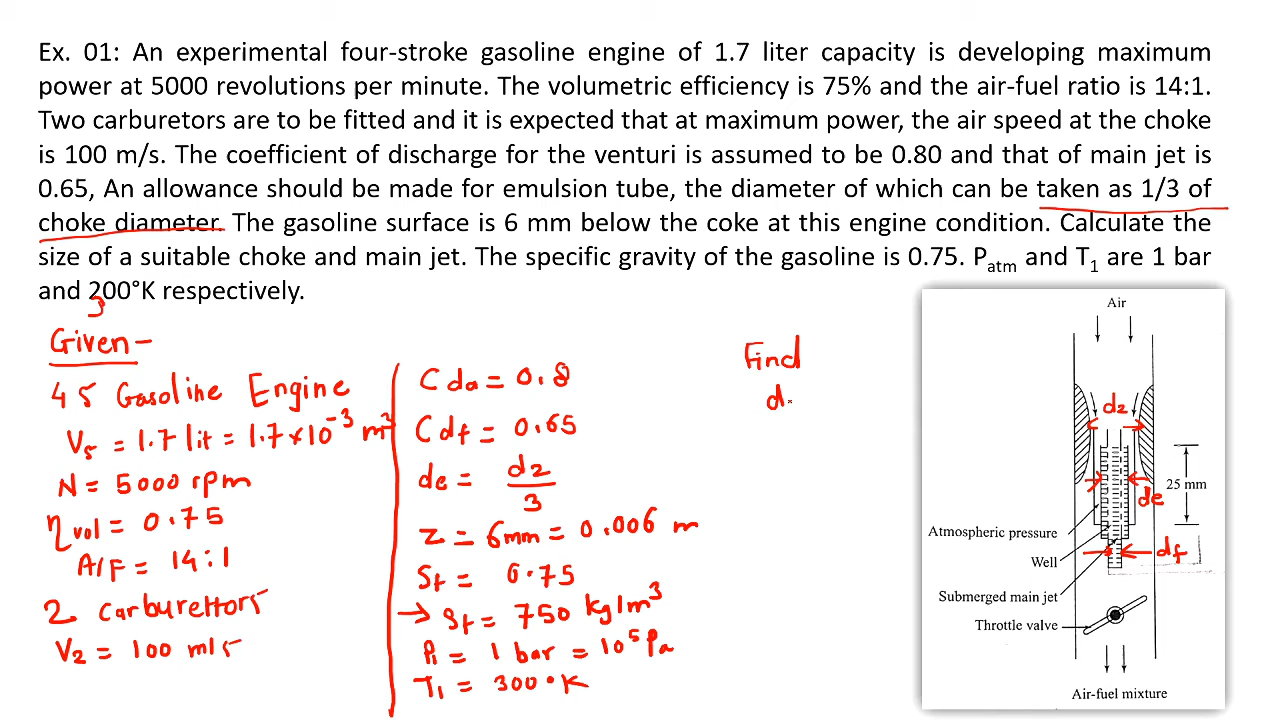 Ex. 01: An experimental four-stroke gasoline engine of 1.7 liter capacity is developing maximum
power at 5000 revolutions per minute. The volumetric efficiency is 75% and the air-fuel ratio is 14:1.
Two carburetors are to be fitted and it is expected that at maximum power, the air speed at the choke
is 100 m/s. The coefficient of discharge for the venturi is assumed to be 0.80 and that of main jet is
0.65, An allowance should be made for emulsion tube, the diameter of which can be taken as 1/3 of
choke diameter. The gasoline surface is 6 mm below the coke at this engine condition. Calculate the
size of a suitable choke and main jet. The specific gravity of the gasoline is 0.75. Patm and T1 are 1 bar
and 200°K respectively.
3
Given -
4S Gasoline Engine
Vs = 1.7 lit = 1.7 x 10^-3 m^3
N = 5000 rpm
ηvol = 0.75
A/F = 14:1
2 Carburettors
V2 = 100 m/s
Cda = 0.8
Cdf = 0.65
de = d2/3
Z = 6mm = 0.006 m
Sf = 0.75
→ ρf = 750 kg/m^3
P1 = 1 bar = 10^5 Pa
T1 = 300°K
Find
d
Air
d2
25 mm
de
Atmospheric pressure
Well
df
Submerged main jet
Throttle valve
Air-fuel mixture